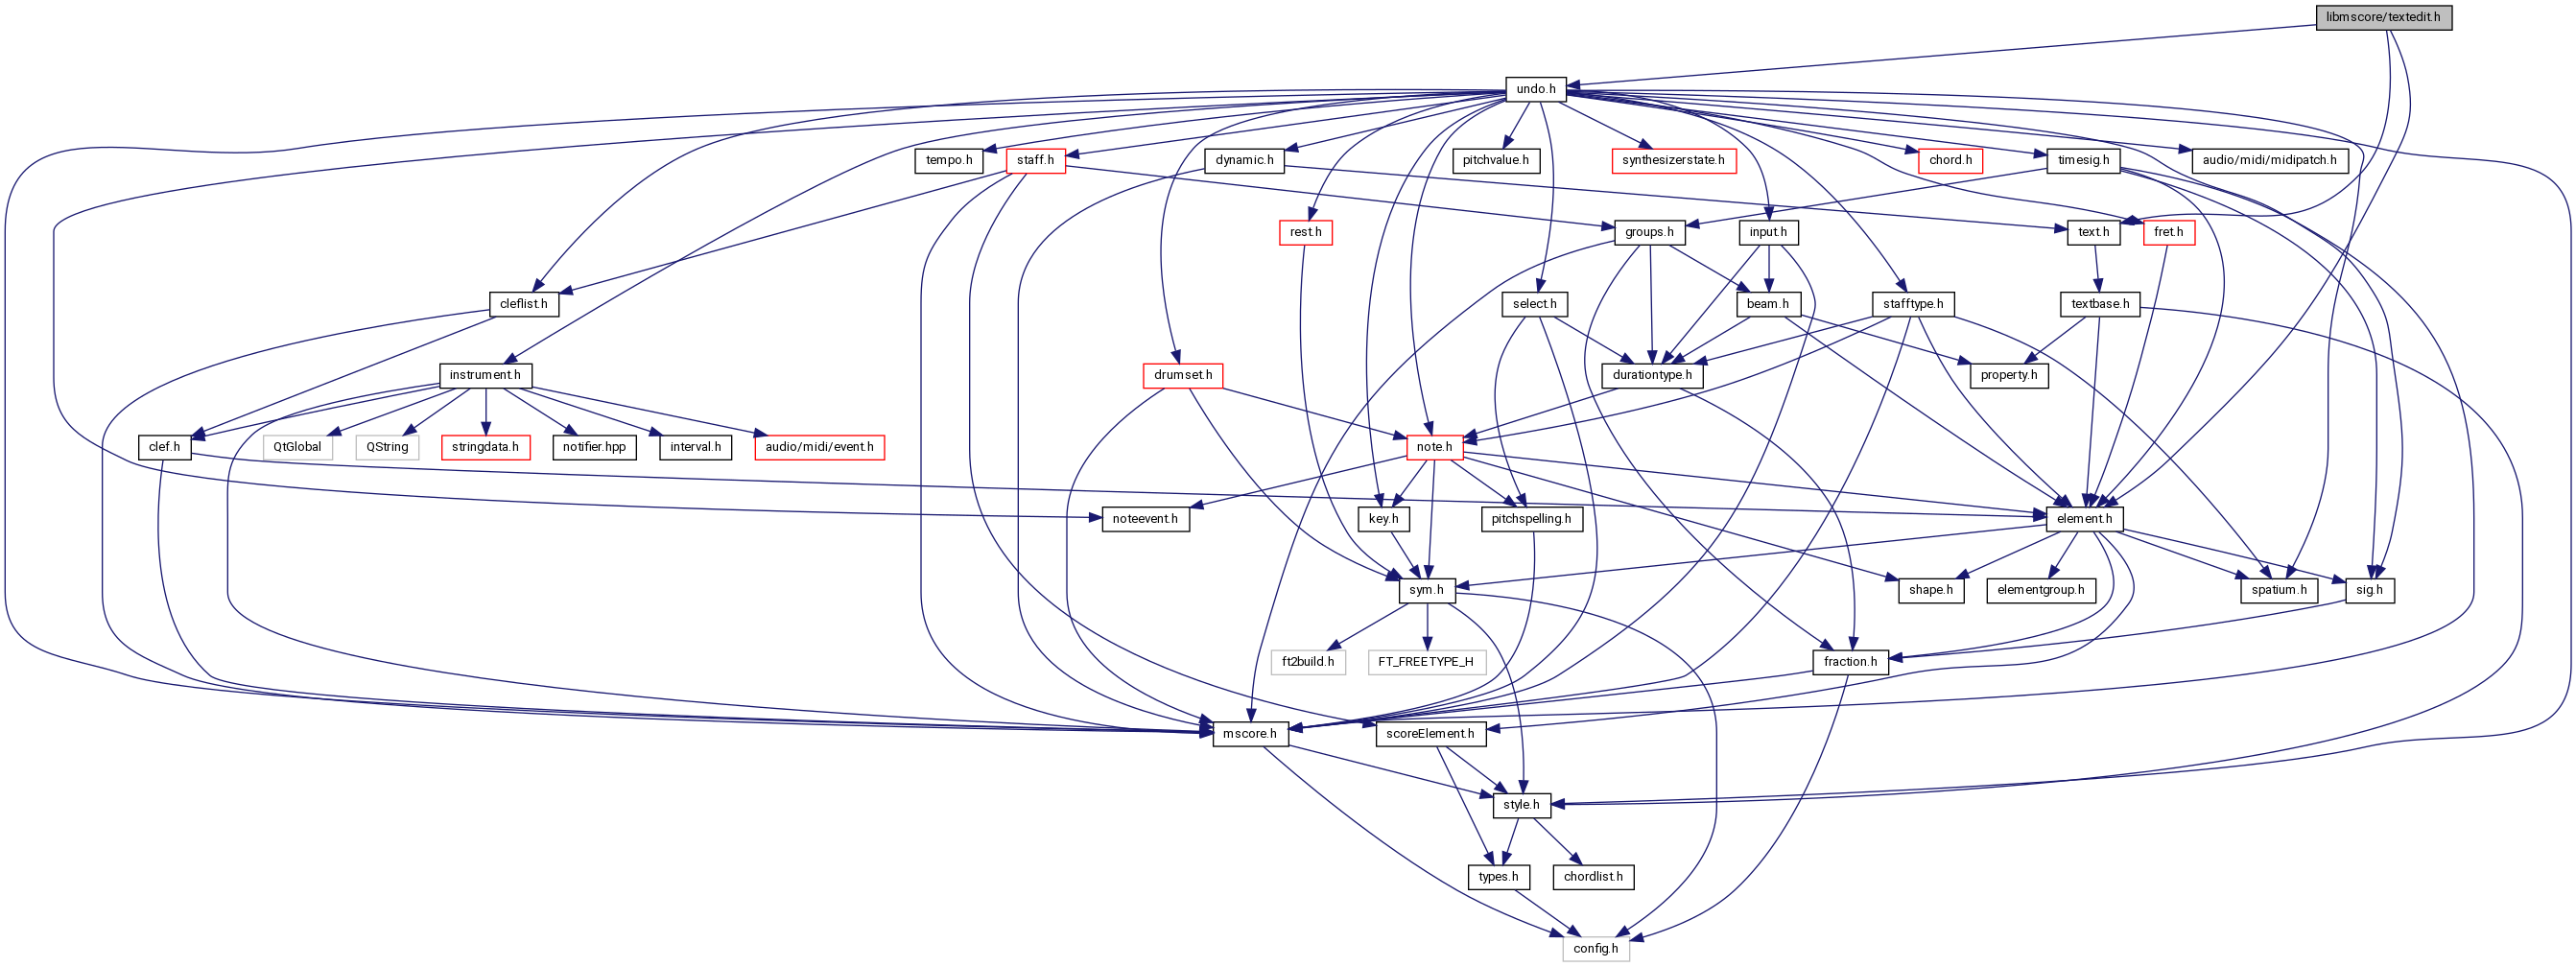 libmscore/textedit.h
undo.h
tempo.h
staff.h
dynamic.h
pitchvalue.h
synthesizerstate.h
chord.h
timesig.h
audio/midi/midipatch.h
rest.h
groups.h
input.h
text.h
fret.h
cleflist.h
select.h
beam.h
stafftype.h
textbase.h
instrument.h
drumset.h
durationtype.h
property.h
clef.h
QtGlobal
QString
stringdata.h
notifier.hpp
interval.h
audio/midi/event.h
note.h
noteevent.h
key.h
pitchspelling.h
element.h
sym.h
shape.h
elementgroup.h
spatium.h
sig.h
ft2build.h
FT_FREETYPE_H
fraction.h
mscore.h
scoreElement.h
style.h
types.h
chordlist.h
config.h